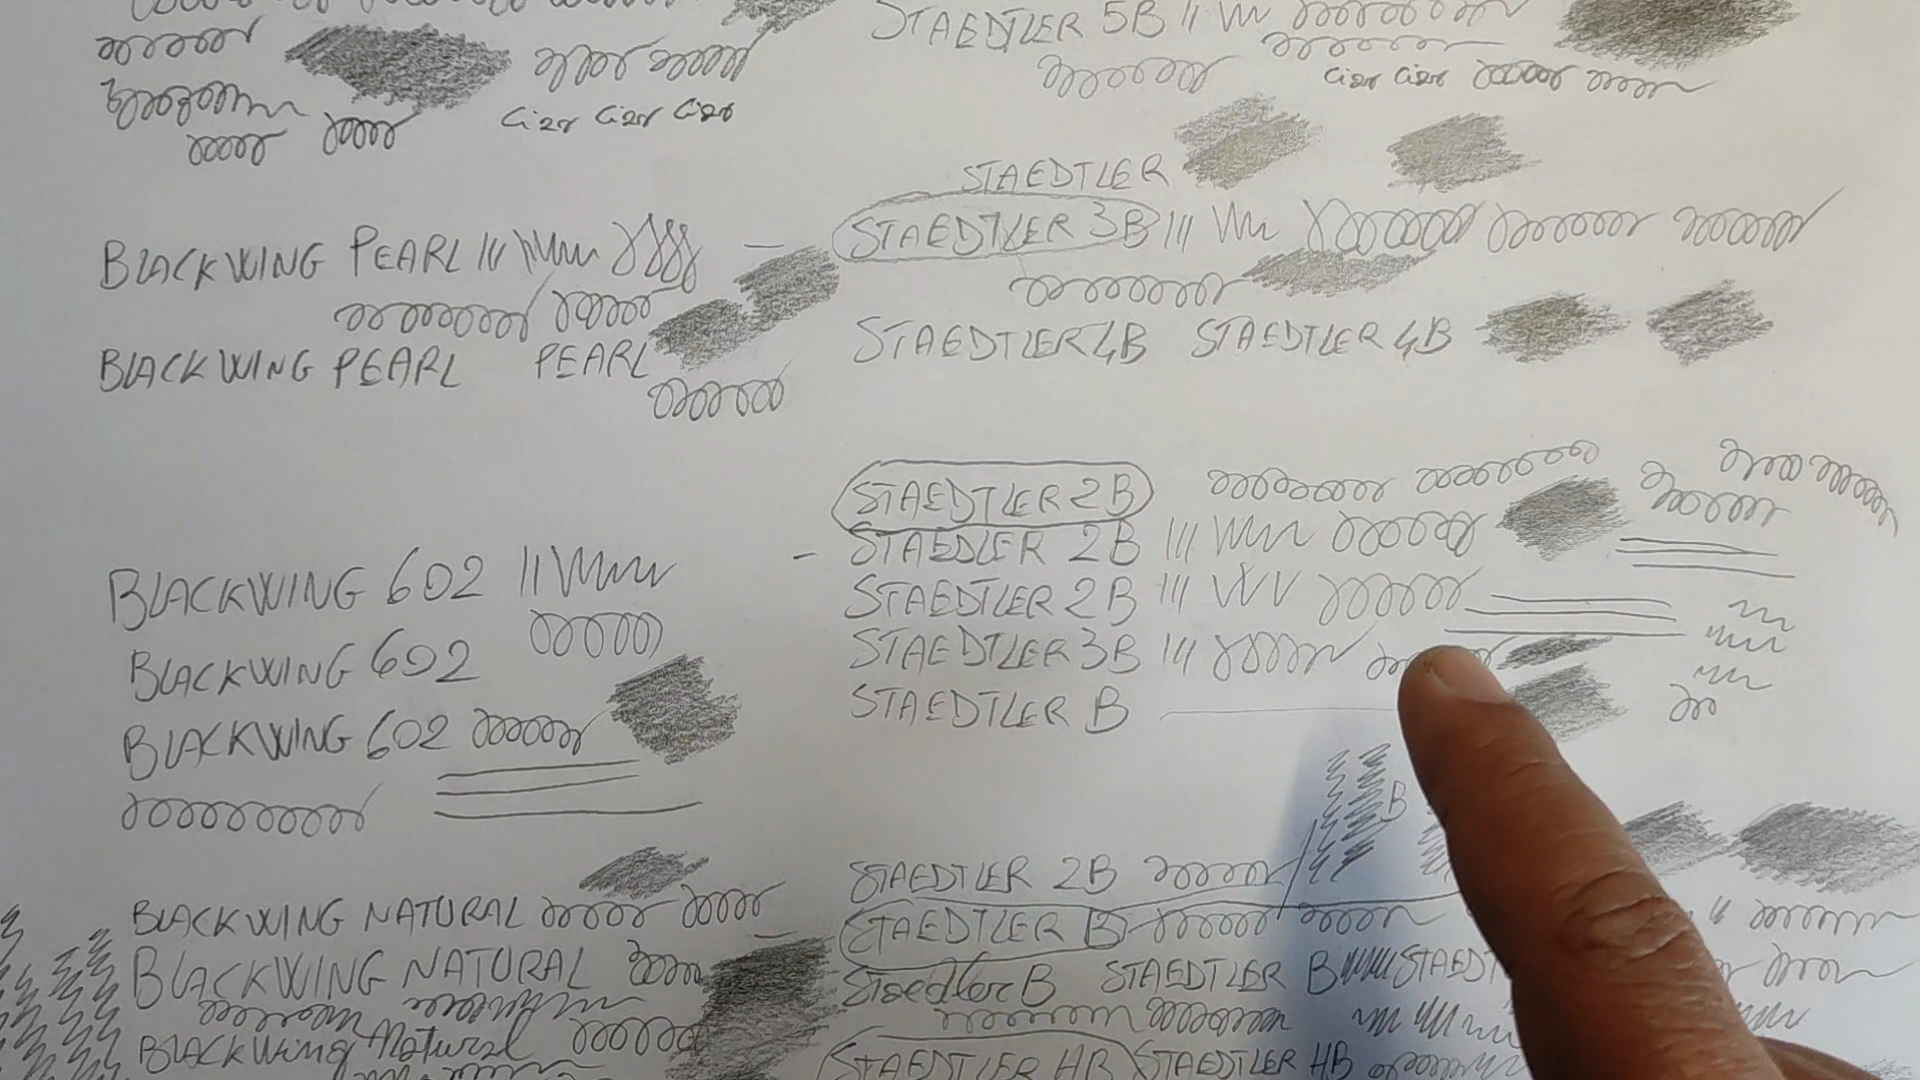 STAEDTLER 5B
STAEDTLER
BLACKWING PEARL
STAEDTLER 3B
BLACKWING PEARL PEARL
STAEDTLER 4B STAEDTLER 4B
STAEDTLER 2B
BLACKWING 602
STAEDLER 2B
STAEDTLER 2B
BLACKWING 602
STAEDTLER 3B
BLACKWING 602
STAEDTLER B
B
STAEDTLER 2B
BLACKWING NATURAL
STAEDTLER B
BLACKWING NATURAL
Staedtler B STAEDTLER B STAEDT
BLACKWing Natural
STAEDTLER HB STAEDTLER HB